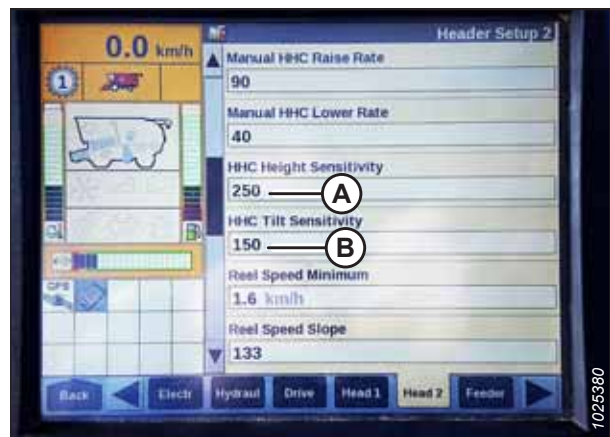 0.0 km/h
Header Setup 2
1
Manual HHC Raise Rate
90
Manual HHC Lower Rate
40
HHC Height Sensitivity
250
A
HHC Tilt Sensitivity
150
B
Reel Speed Minimum
1.6 km/h
Reel Speed Slope
133
GPS
Back
Electr
Hydraul
Drive
Head 1
Head 2
Feeder
1025380